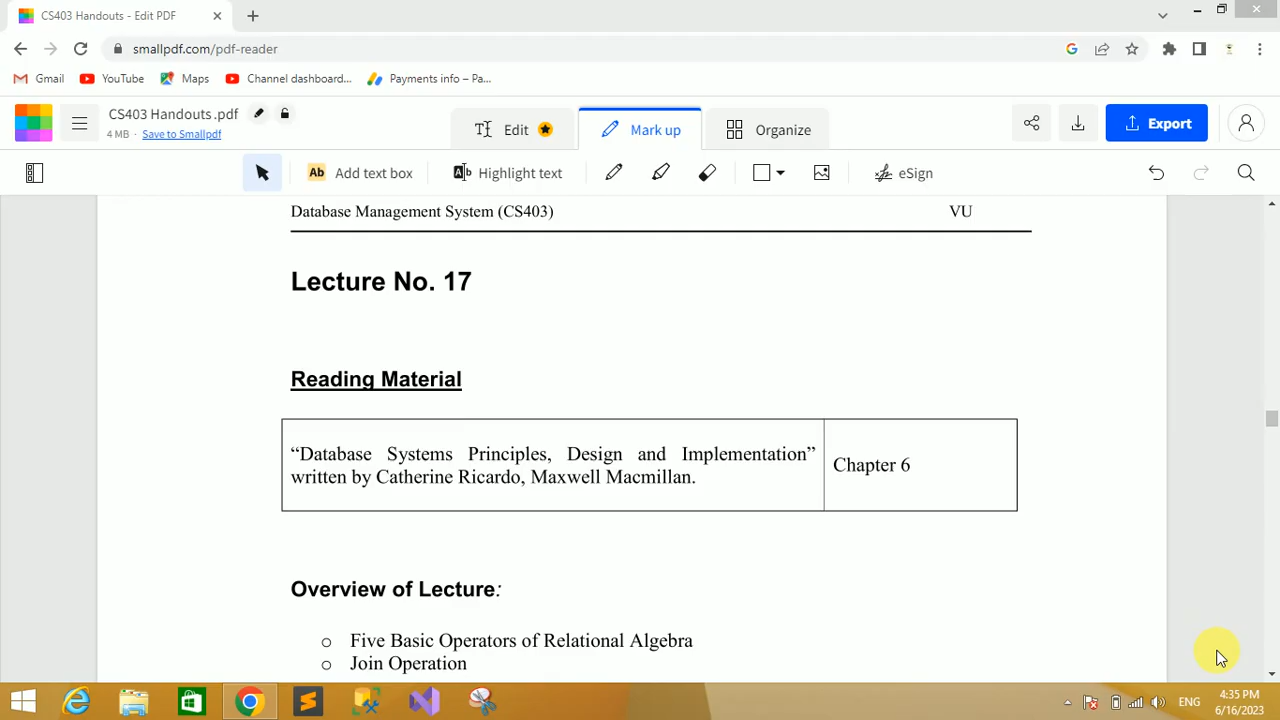 CS403 Handouts - Edit PDF
smallpdf.com/pdf-reader
Gmail YouTube Maps Channel dashboard... Payments info – Pa...
CS403 Handouts .pdf
4 MB Save to Smallpdf
Edit Mark up Organize Export
Ab Add text box Highlight text eSign
Database Management System (CS403) VU
Lecture No. 17
Reading Material
“Database Systems Principles, Design and Implementation”
written by Catherine Ricardo, Maxwell Macmillan.
Chapter 6
Overview of Lecture:
o Five Basic Operators of Relational Algebra
o Join Operation
ENG
4:35 PM
6/16/2023